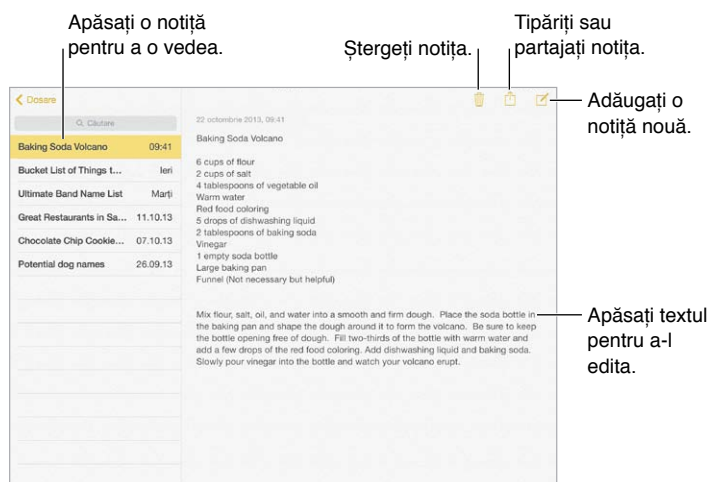 Apăsați o notiță
pentru a o vedea.
Ștergeți notița.
Tipăriți sau
partajați notița.
Adăugați o
notiță nouă.
Dosare
Căutare
Baking Soda Volcano 09:41
Bucket List of Things t... Ieri
Ultimate Band Name List Marți
Great Restaurants in Sa... 11.10.13
Chocolate Chip Cookie... 07.10.13
Potential dog names 26.09.13
22 octombrie 2013, 09:41
Baking Soda Volcano
6 cups of flour
2 cups of salt
4 tablespoons of vegetable oil
Warm water
Red food coloring
5 drops of dishwashing liquid
2 tablespoons of baking soda
Vinegar
1 empty soda bottle
Large baking pan
Funnel (Not necessary but helpful)
Mix flour, salt, oil, and water into a smooth and firm dough. Place the soda bottle in
the baking pan and shape the dough around it to form the volcano. Be sure to keep
the bottle opening free of dough. Fill two-thirds of the bottle with warm water and
add a few drops of the red food coloring. Add dishwashing liquid and baking soda.
Slowly pour vinegar into the bottle and watch your volcano erupt.
Apăsați textul
pentru a-l
edita.